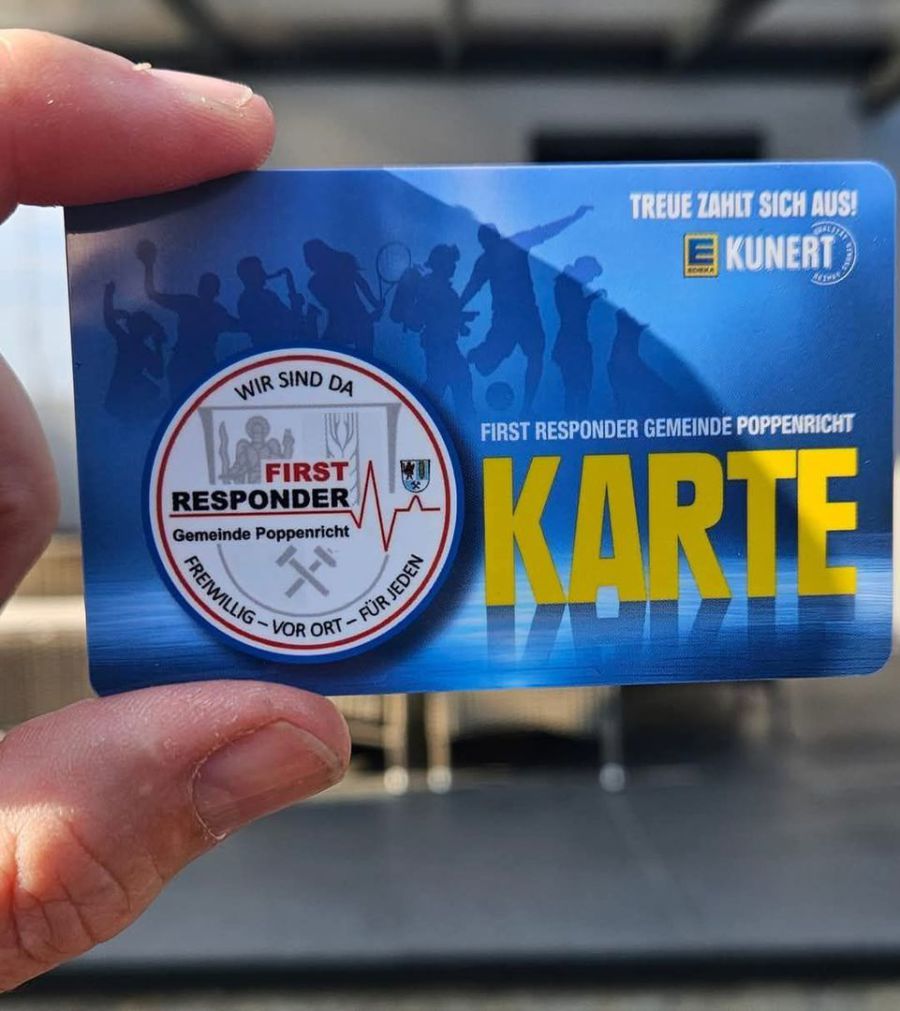 TREUE ZAHLT SICH AUS!
E
EDEKA
KUNERT
WIR SIND DA
FIRST
RESPONDER
Gemeinde Poppenricht
FREIWILLIG – VOR ORT – FÜR JEDEN
FIRST RESPONDER GEMEINDE POPPENRICHT
KARTE